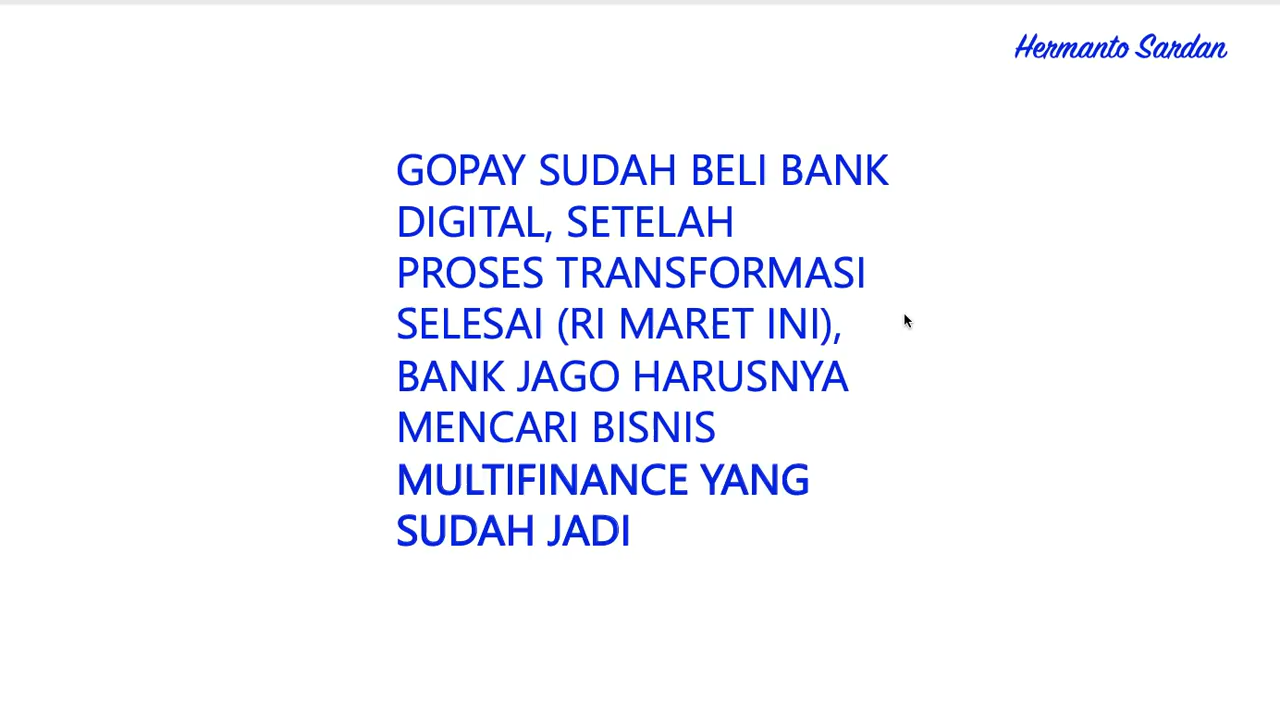 Hermanto Sardan
GOPAY SUDAH BELI BANK
DIGITAL, SETELAH
PROSES TRANSFORMASI
SELESAI (RI MARET INI),
BANK JAGO HARUSNYA
MENCARI BISNIS
MULTIFINANCE YANG
SUDAH JADI